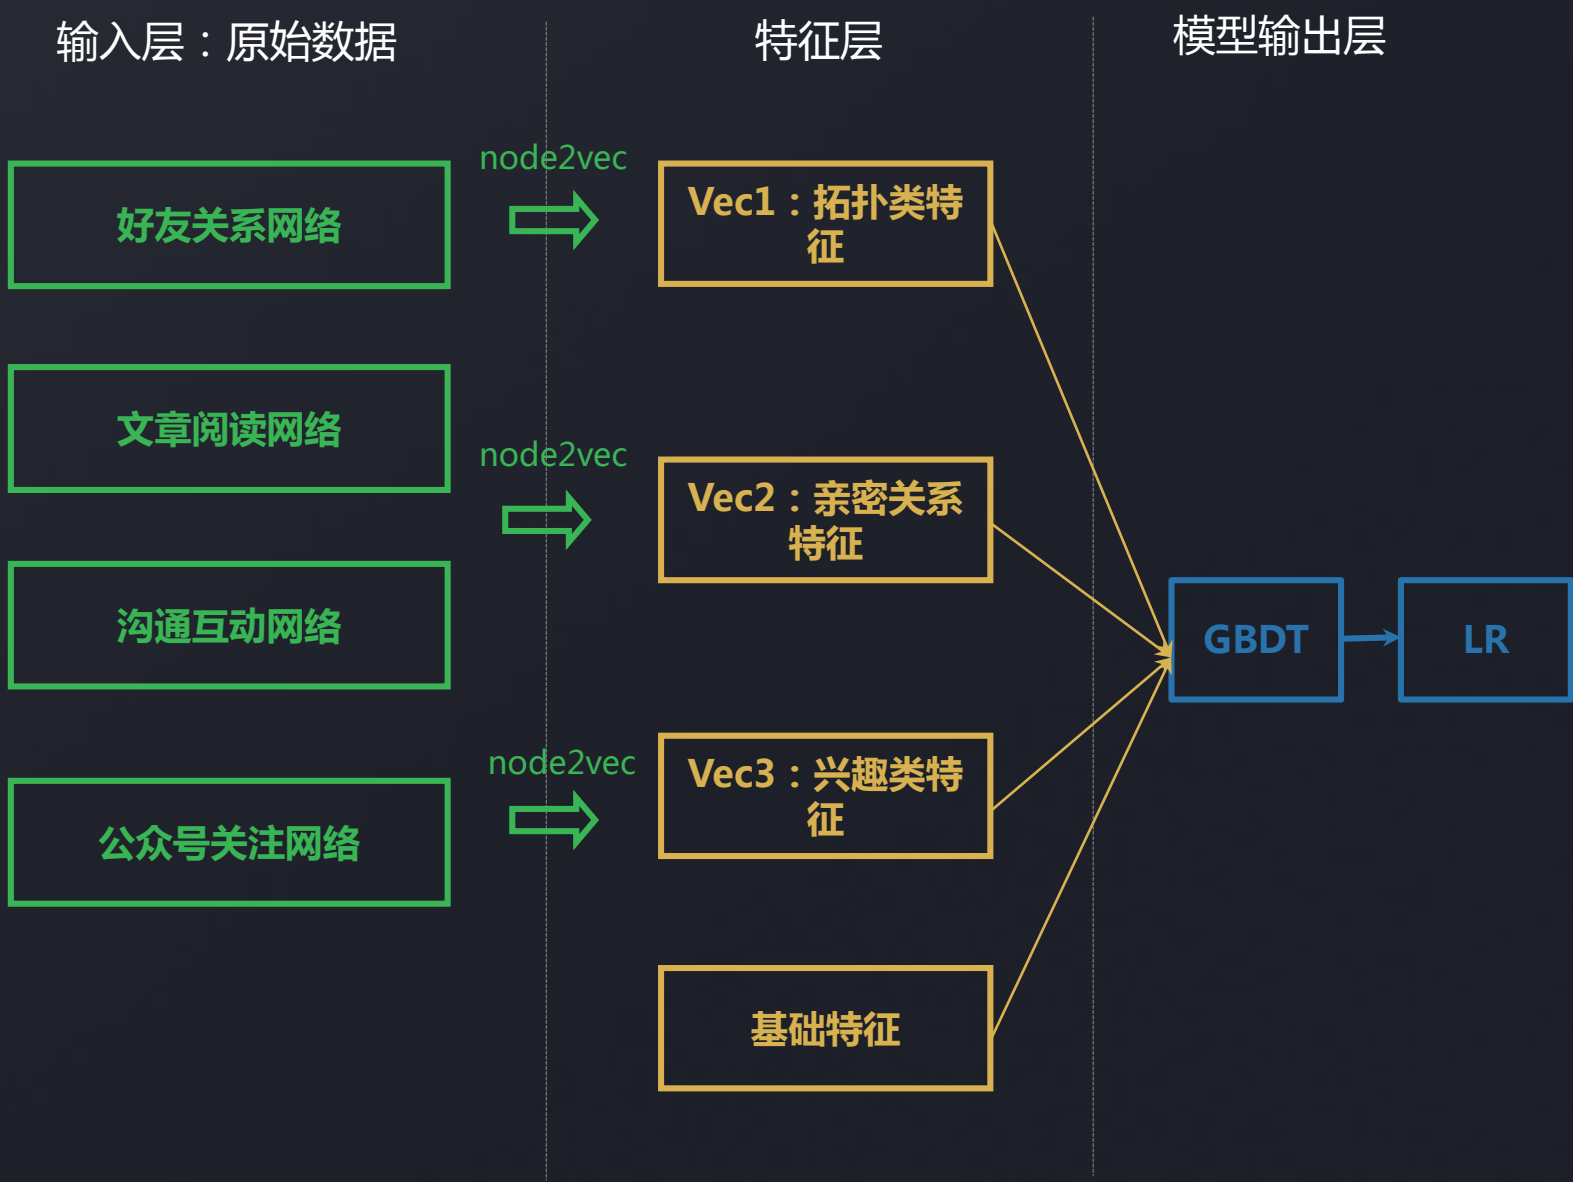 输入层：原始数据
特征层
模型输出层
好友关系网络
node2vec
Vec1：拓扑类特
征
文章阅读网络
node2vec
Vec2：亲密关系
特征
沟通互动网络
GBDT
LR
公众号关注网络
node2vec
Vec3：兴趣类特
征
基础特征